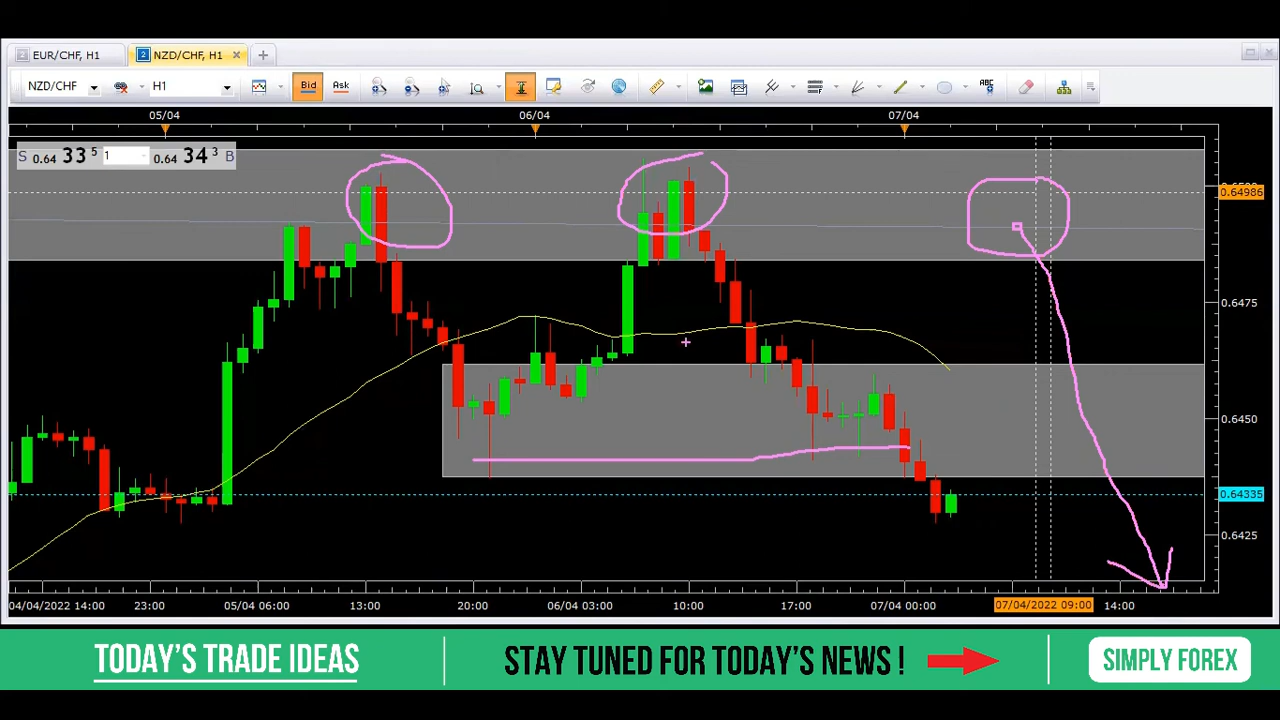 EUR/CHF, H1
NZD/CHF, H1
NZD/CHF
H1
Bid
Ask
ABC
05/04
06/04
07/04
S 0.64 33 5 1 0.64 34 3 B
0.64986
0.6475
0.6450
0.64335
0.6425
04/04/2022 14:00
23:00
05/04 06:00
13:00
20:00
06/04 03:00
10:00
17:00
07/04 00:00
07/04/2022 09:00
14:00
TODAY'S TRADE IDEAS
STAY TUNED FOR TODAY'S NEWS !
SIMPLY FOREX